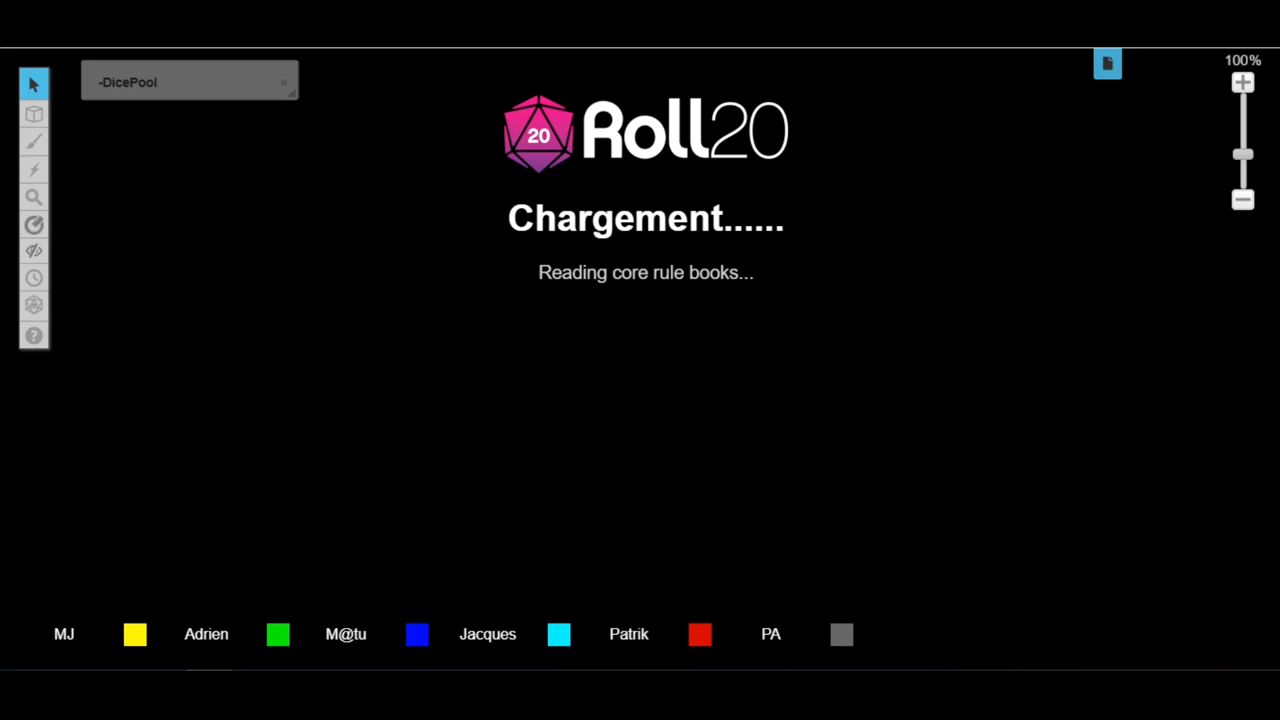 100%
-DicePool
20 Roll20
Chargement......
Reading core rule books...
MJ Adrien M@tu Jacques Patrik PA